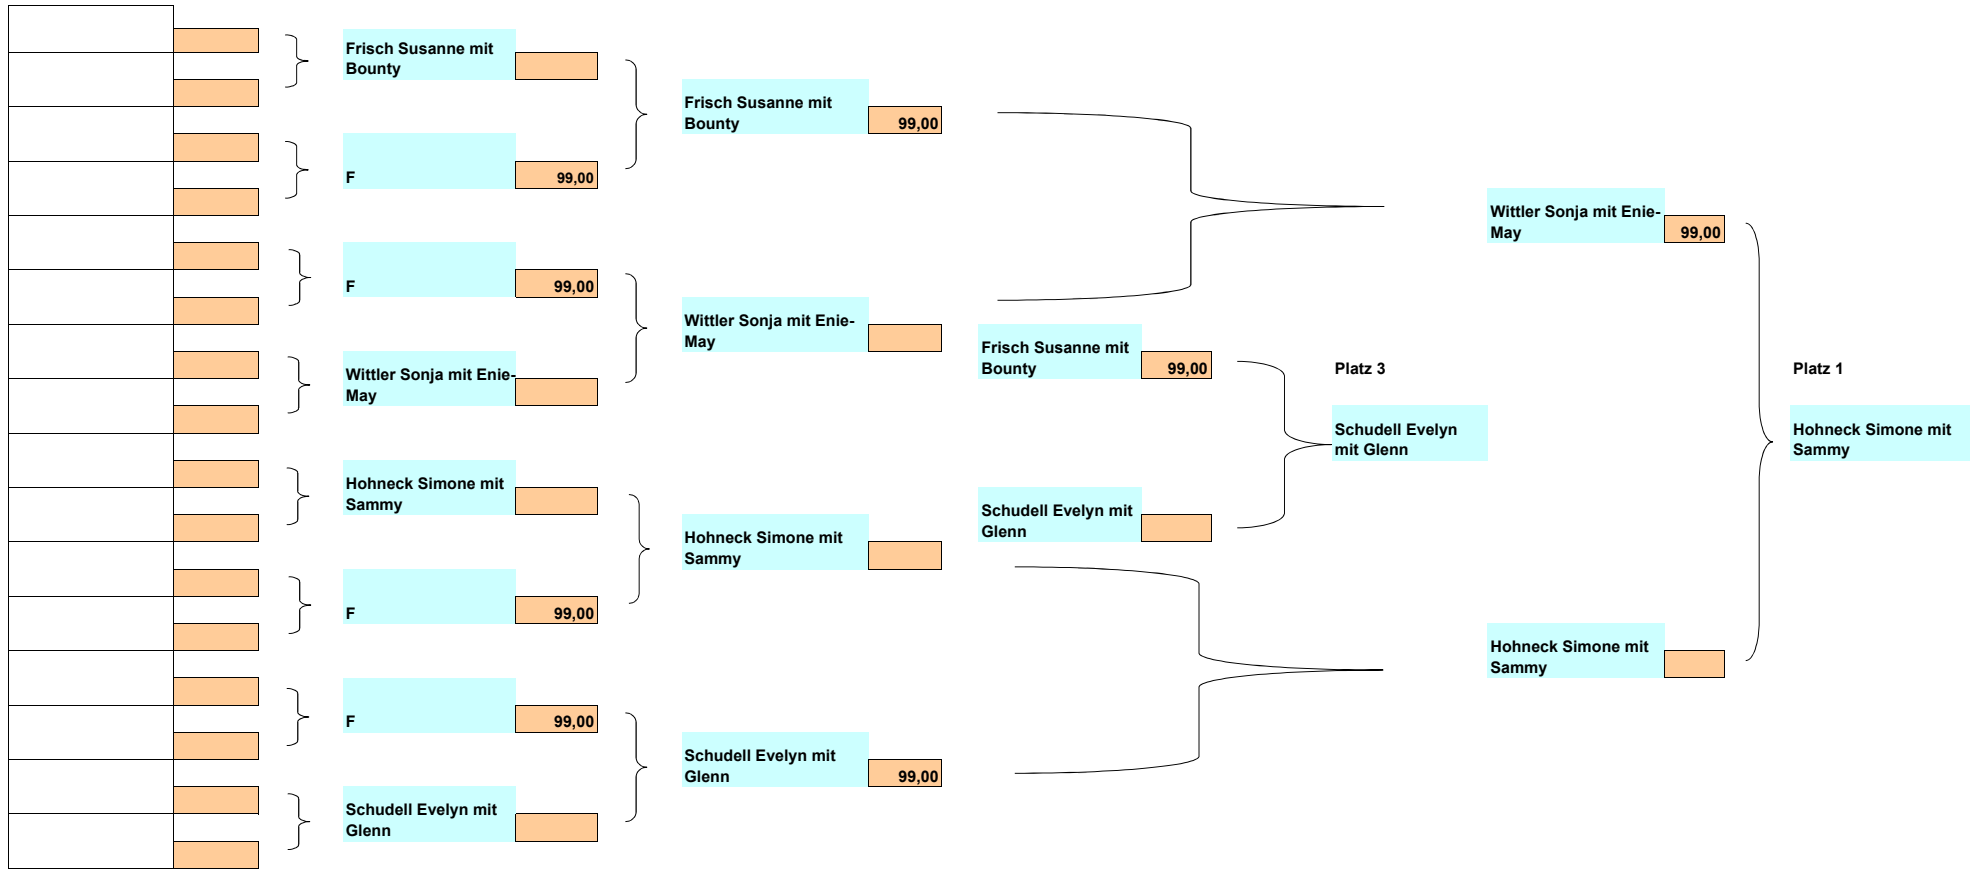 Frisch Susanne mit
Bounty
F
99,00
F
99,00
Wittler Sonja mit Enie-
May
Hohneck Simone mit
Sammy
F
99,00
F
99,00
Schudell Evelyn mit
Glenn
Frisch Susanne mit
Bounty
99,00
Wittler Sonja mit Enie-
May
Hohneck Simone mit
Sammy
Schudell Evelyn mit
Glenn
99,00
Frisch Susanne mit
Bounty
99,00
Schudell Evelyn mit
Glenn
Platz 3
Schudell Evelyn
mit Glenn
Wittler Sonja mit Enie-
May
99,00
Hohneck Simone mit
Sammy
Platz 1
Hohneck Simone mit
Sammy